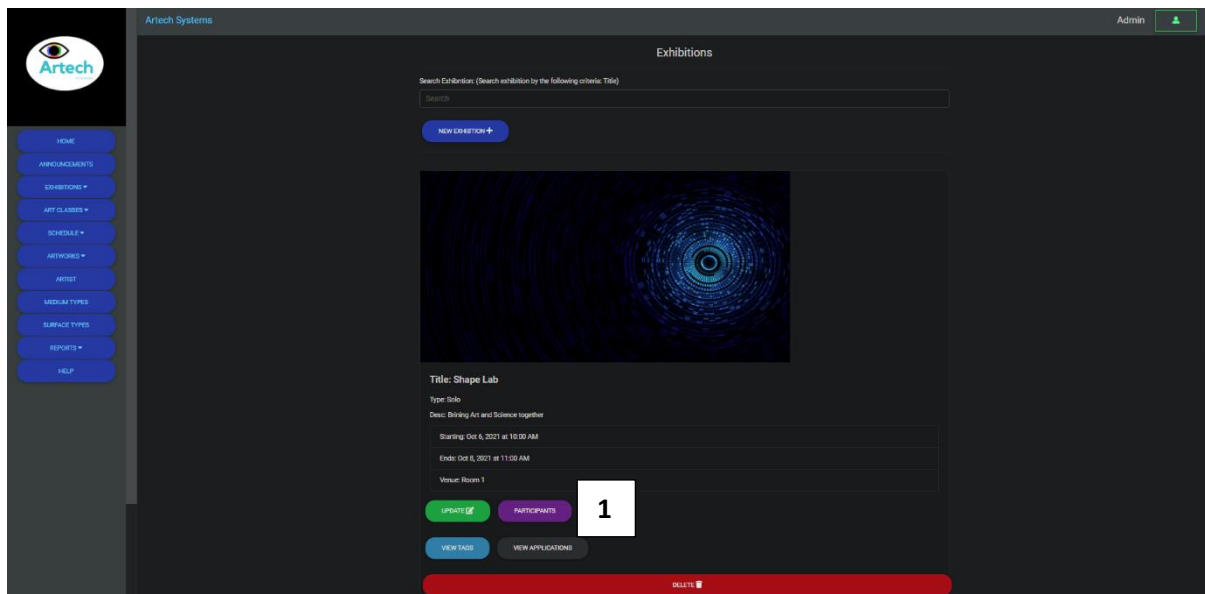 Artech Systems
Admin
Artech
HOME
ANNOUNCEMENTS
EXHIBITIONS
ART CLASSES
SCHEDULE
ARTWORKS
ARTIST
MEDIUM TYPES
SURFACE TYPES
REPORTS
HELP
Exhibitions
Search Exhibition: (Search exhibition by the following criteria: Title)
Search
NEW EXHIBITION
Title: Shape Lab
Type: Solo
Desc: Brining Art and Science together
Starting: Oct 6, 2021 at 10:00 AM
Ends: Oct 8, 2021 at 11:00 AM
Venue: Room 1
UPDATE
PARTICIPANTS
1
VIEW TAGS
VIEW APPLICATIONS
DELETE